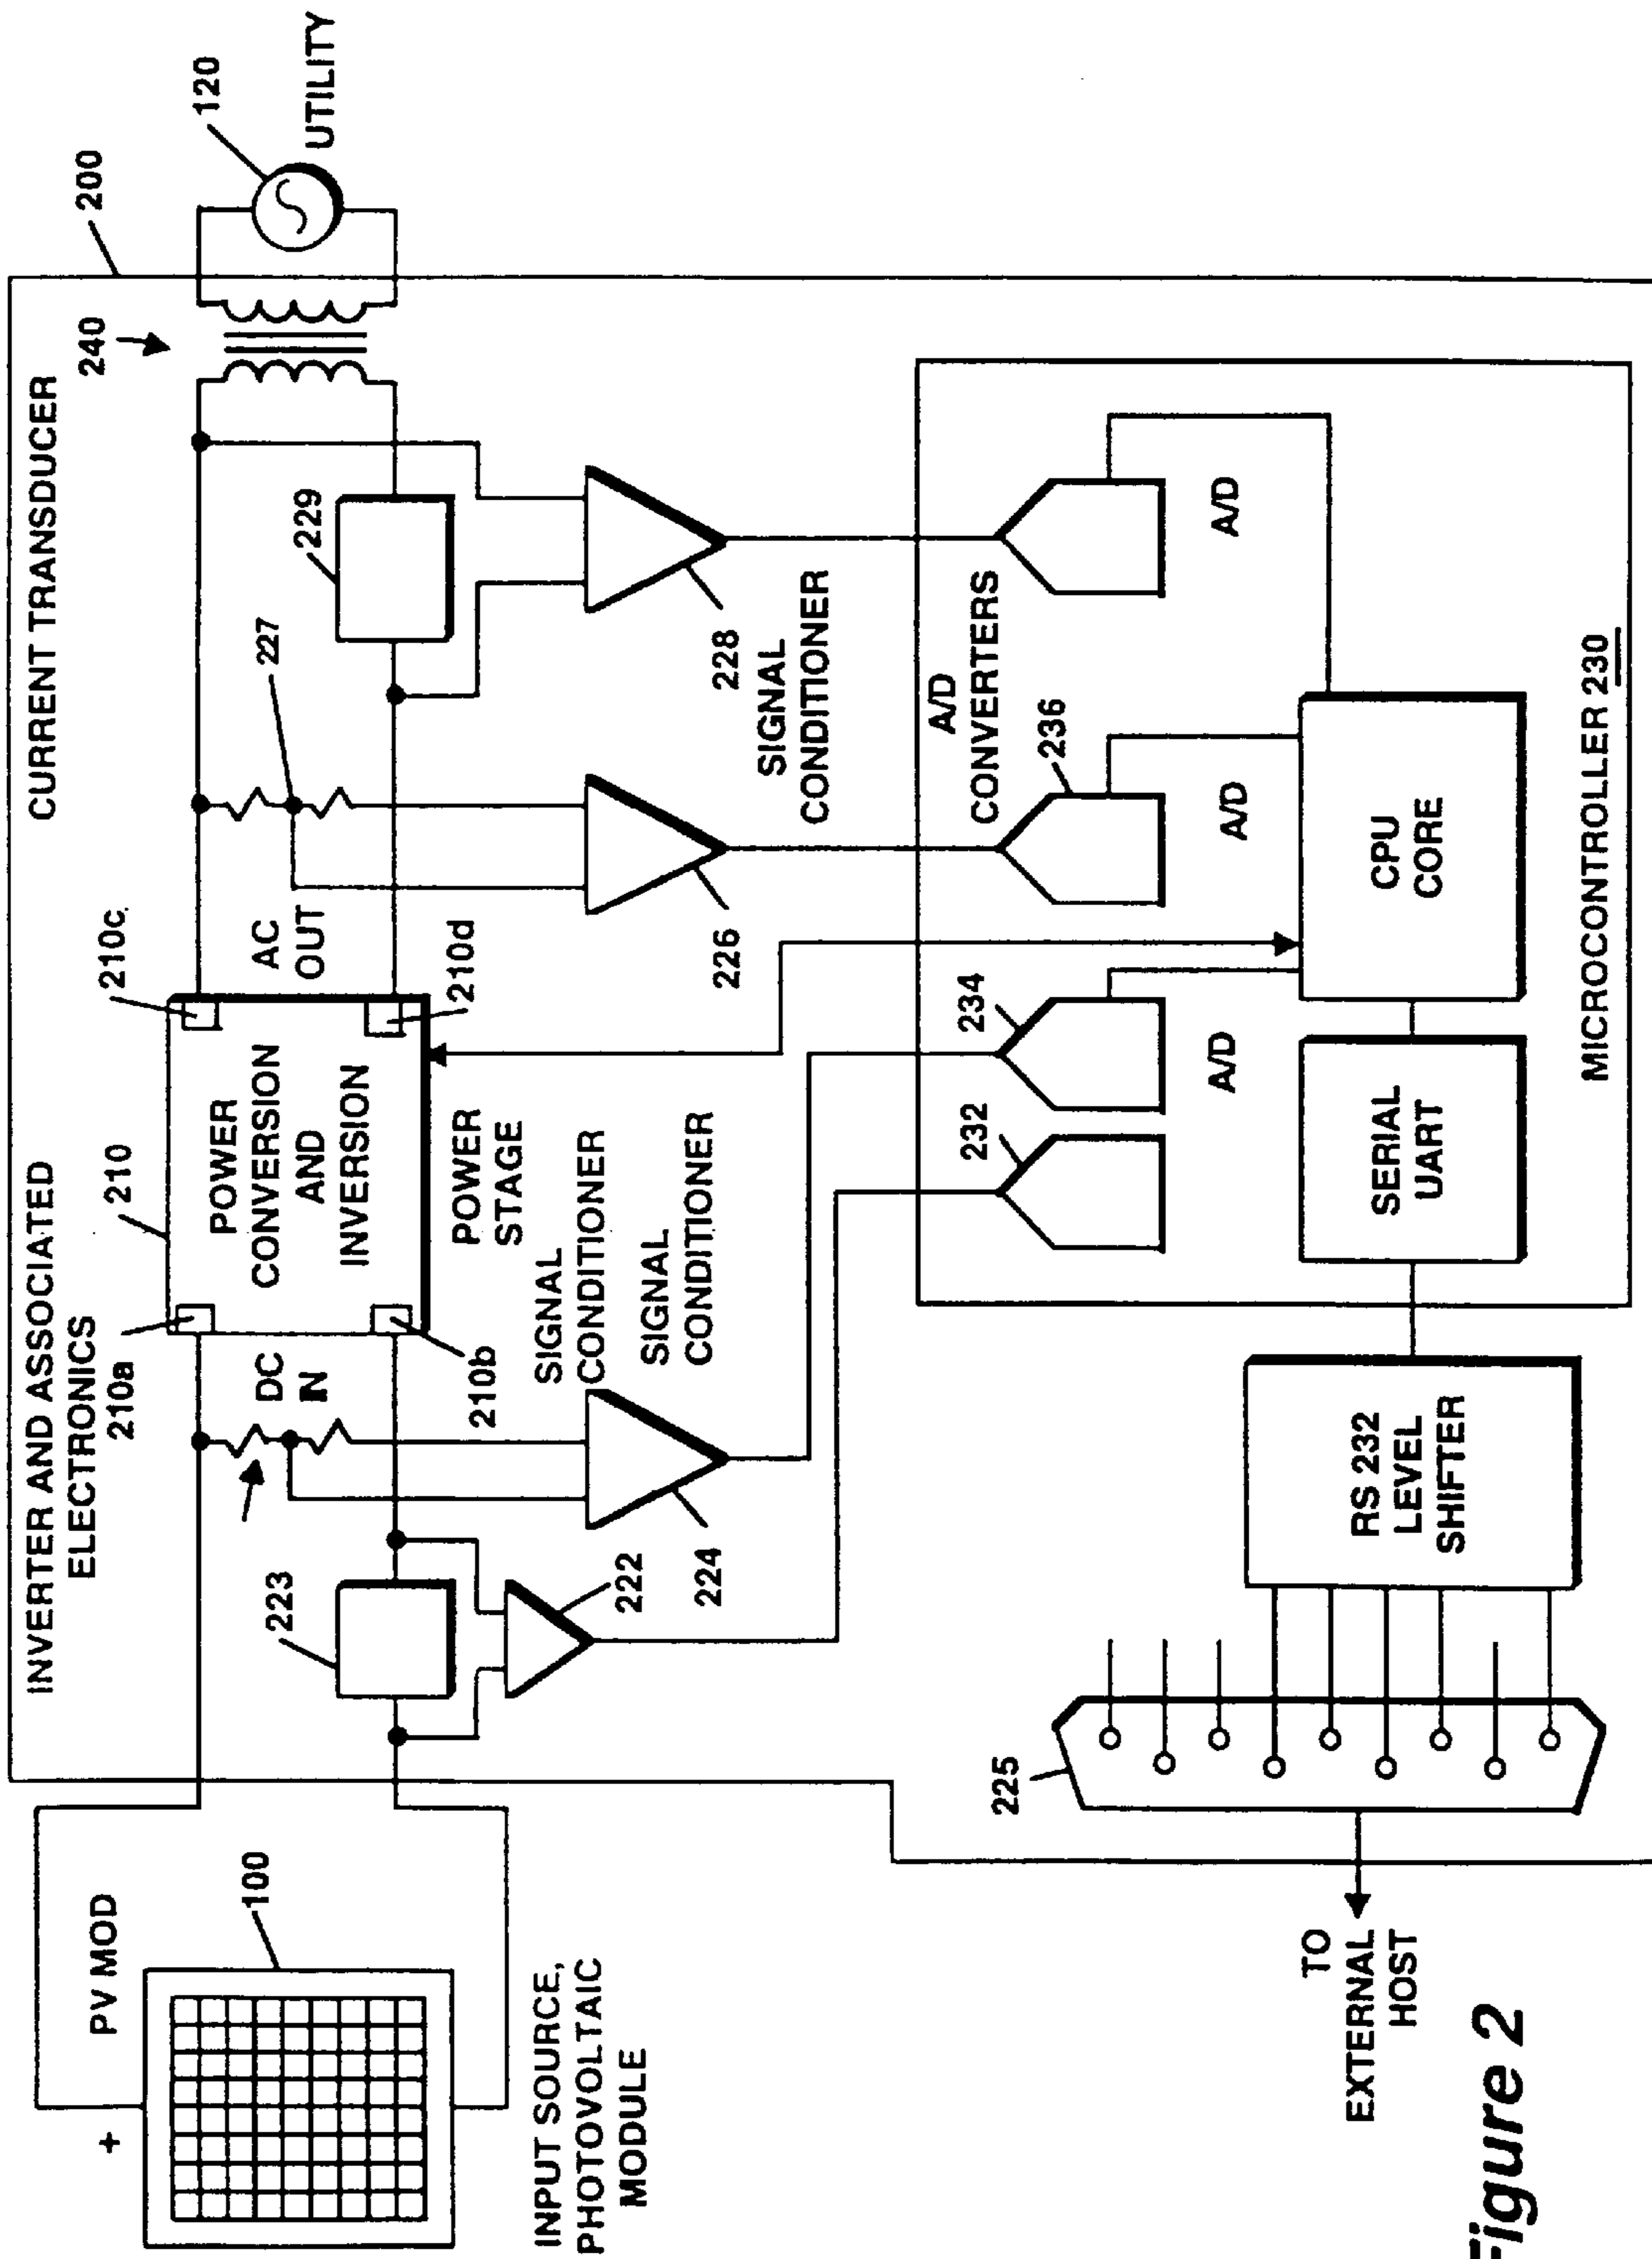 INVERTER AND ASSOCIATED
ELECTRONICS
CURRENT TRANSDUCER
200
120
UTILITY
240
PV MOD
+
100
INPUT SOURCE,
PHOTOVOLTAIC
MODULE
210a
210
210c
DC
IN
POWER
CONVERSION
AND
INVERSION
AC
OUT
227
229
223
210b
210d
POWER
STAGE
222
224
SIGNAL
CONDITIONER
SIGNAL
CONDITIONER
226
228
SIGNAL
CONDITIONER
A/D
CONVERTERS
232
234
236
A/D
A/D
A/D
225
RS 232
LEVEL
SHIFTER
SERIAL
UART
CPU
CORE
MICROCONTROLLER 230
TO
EXTERNAL
HOST
Figure 2